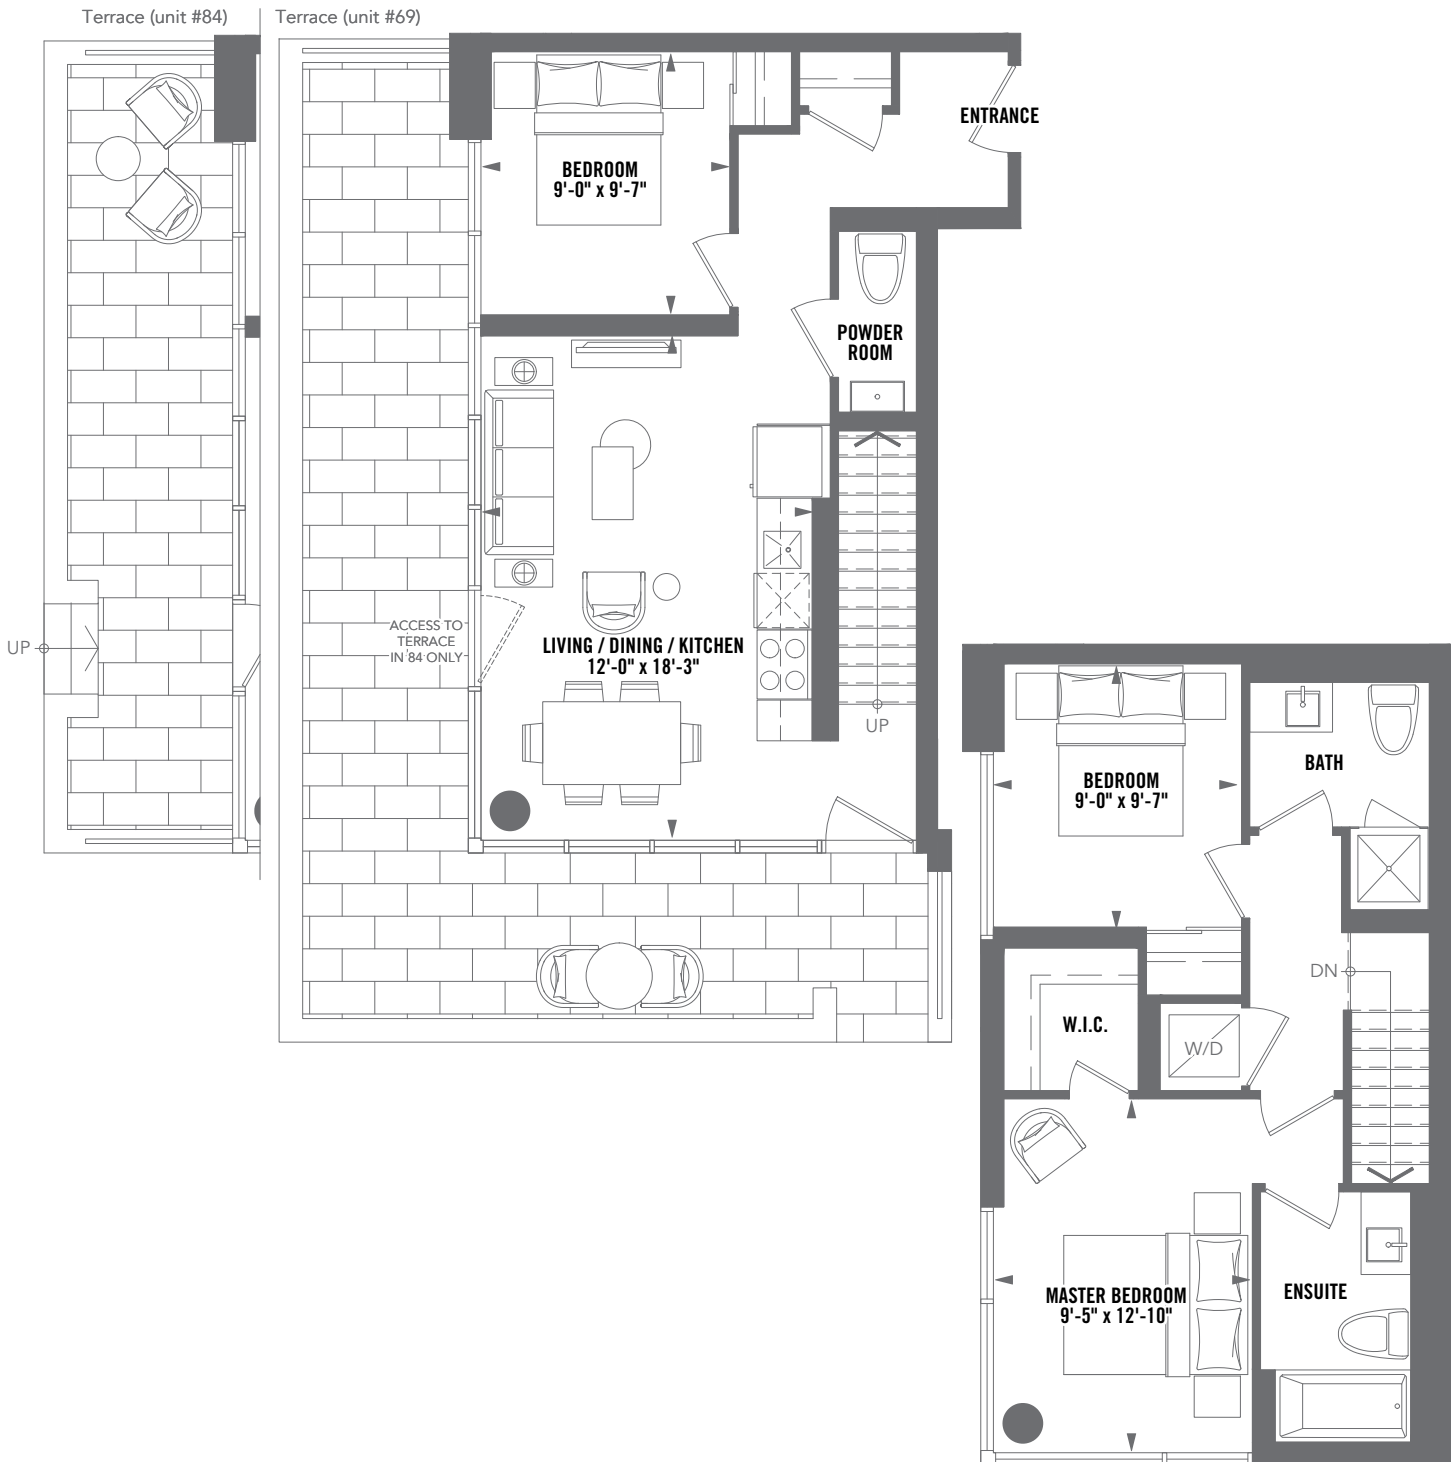 Terrace (unit #84)
Terrace (unit #69)
ENTRANCE
BEDROOM
9'-0" x 9'-7"
POWDER
ROOM
ACCESS TO
TERRACE
IN 84 ONLY
UP
LIVING / DINING / KITCHEN
12'-0" x 18'-3"
UP
BEDROOM
9'-0" x 9'-7"
BATH
DN
W.I.C.
W/D
MASTER BEDROOM
9'-5" x 12'-10"
ENSUITE